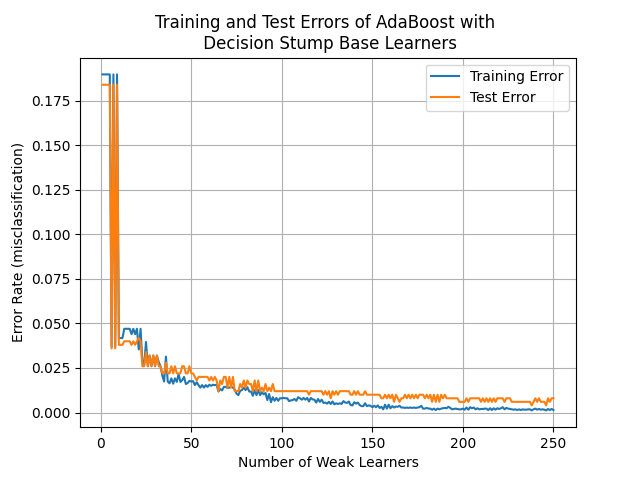 Training and Test Errors of AdaBoost with
Decision Stump Base Learners
Training Error
Test Error
Error Rate (misclassification)
0.175
0.150
0.125
0.100
0.075
0.050
0.025
0.000
0 50 100 150 200 250
Number of Weak Learners